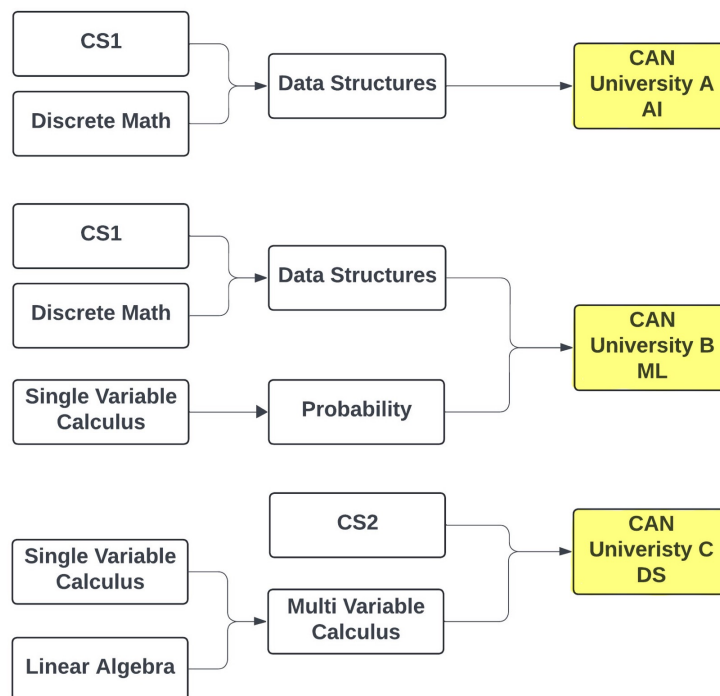 CS1
Discrete Math
Data Structures
CAN
University A
AI
CS1
Discrete Math
Data Structures
Single Variable
Calculus
Probability
CAN
University B
ML
CS2
Single Variable
Calculus
Linear Algebra
Multi Variable
Calculus
CAN
Univeristy C
DS